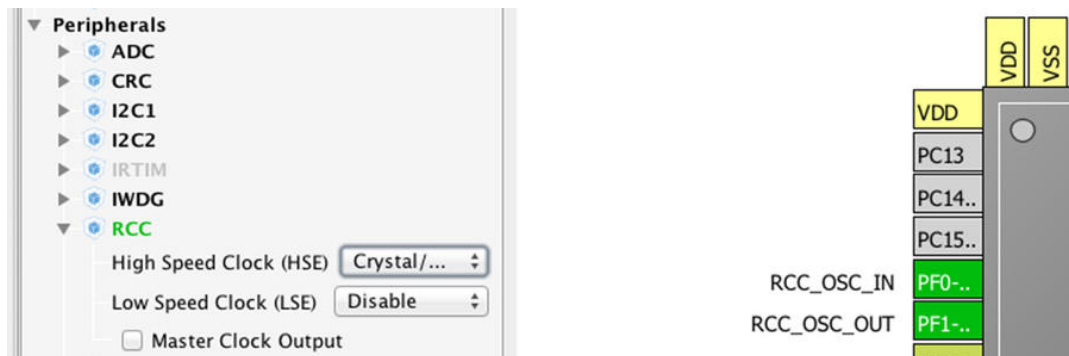 Peripherals
ADC
CRC
I2C1
I2C2
IRTIM
IWDG
RCC
High Speed Clock (HSE) Crystal/...
Low Speed Clock (LSE) Disable
Master Clock Output
VDD VSS
VDD
PC13
PC14..
PC15..
RCC_OSC_IN PF0-..
RCC_OSC_OUT PF1-..